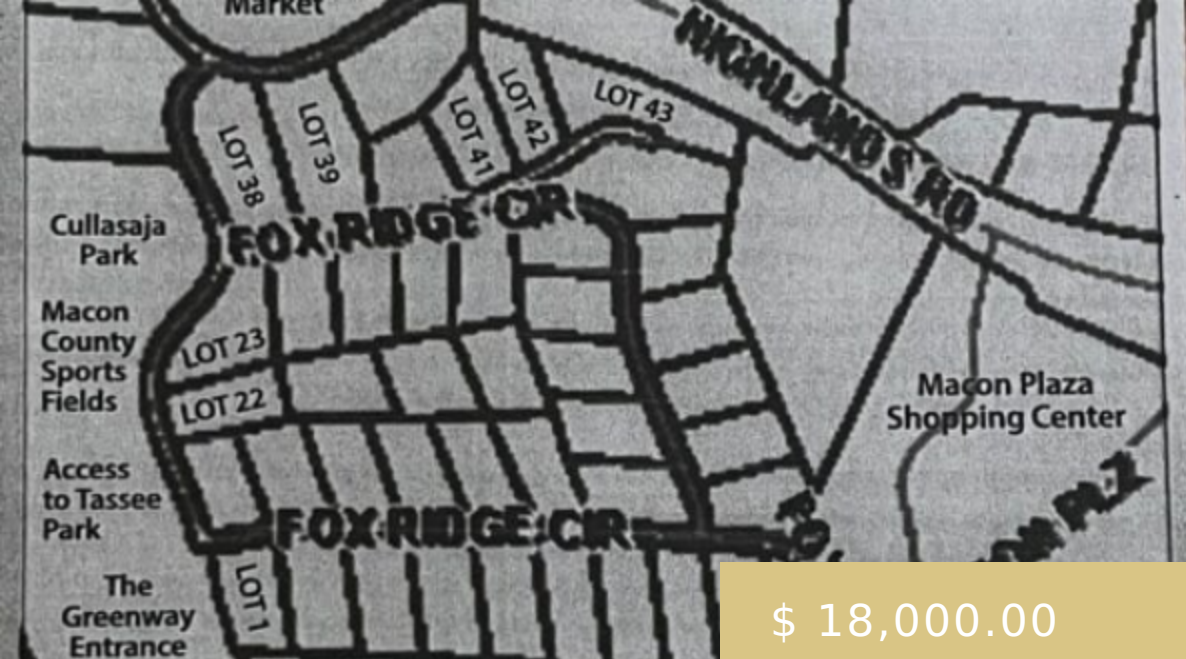 Market
HIGHLANDS RD
LOT 43
LOT 42
LOT 41
LOT 39
LOT 38
FOX RIDGE CIR
Cullasaja
Park
Macon
County
Sports
Fields
LOT 23
LOT 22
Macon Plaza
Shopping Center
Access
to Tassee
Park
FOX RIDGE CIR
The
Greenway
Entrance
LOT 1
$ 18,000.00